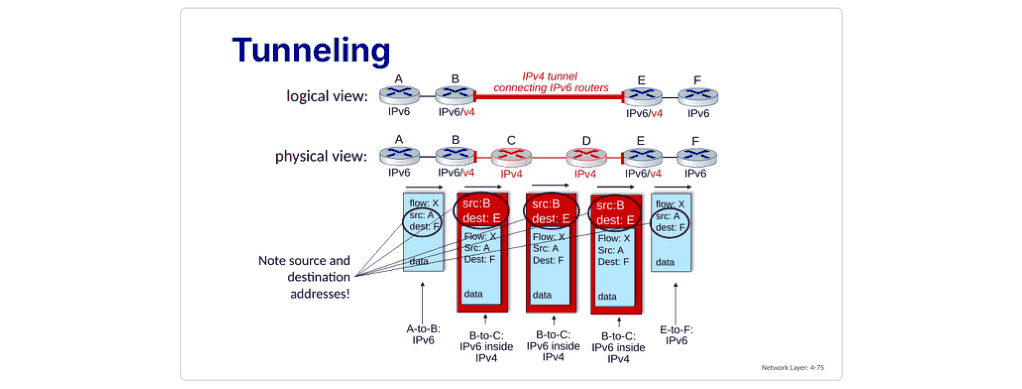 Tunneling
IPv4 tunnel
connecting IPv6 routers
logical view:
A
B
E
F
IPv6
IPv6/v4
IPv6/v4
IPv6
physical view:
A
B
C
D
E
F
IPv6
IPv6/v4
IPv4
IPv4
IPv6/v4
IPv6
flow: X
src: A
dest: F
data
src:B
dest: E
Flow: X
Src: A
Dest: F
data
src:B
dest: E
Flow: X
Src: A
Dest: F
data
src:B
dest: E
Flow: X
Src: A
Dest: F
data
flow: X
src: A
dest: F
data
Note source and
destination
addresses!
A-to-B:
IPv6
B-to-C:
IPv6 inside
IPv4
B-to-C:
IPv6 inside
IPv4
B-to-C:
IPv6 inside
IPv4
E-to-F:
IPv6
Network Layer: 4-75